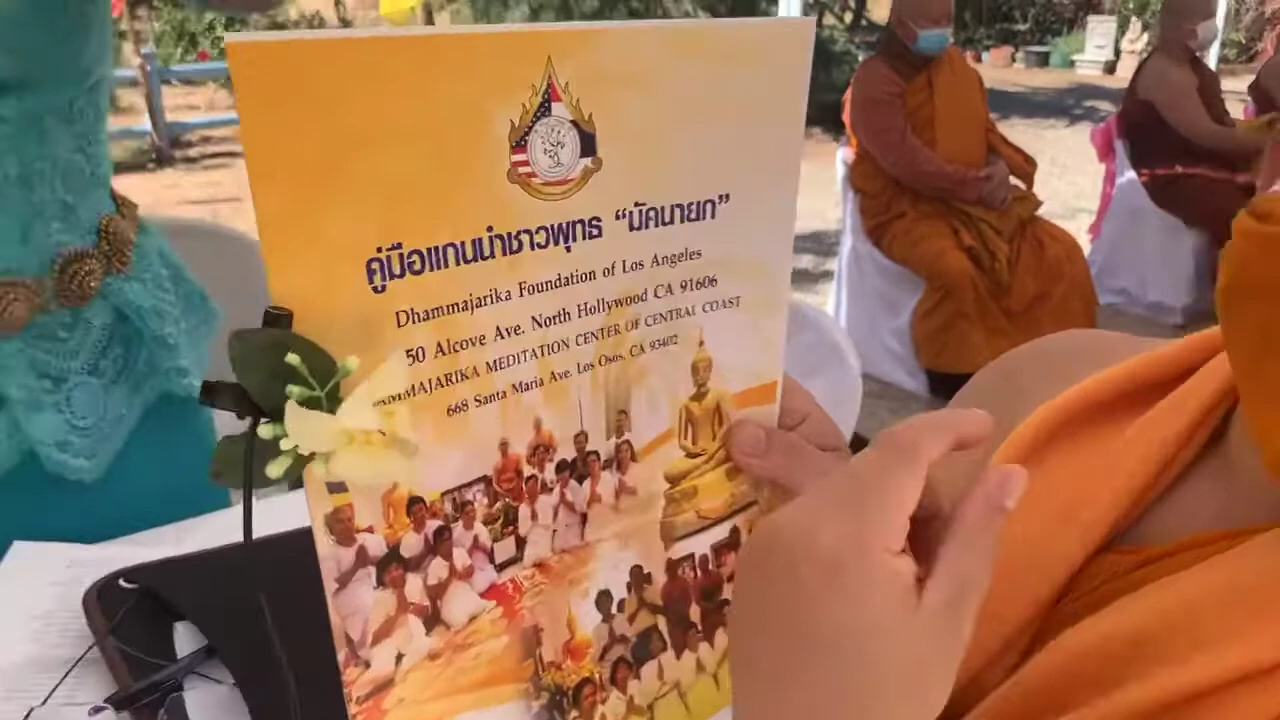 คู่มือแกนนำชาวพุทธ “มัคนายก”
Dhammajarika Foundation of Los Angeles
50 Alcove Ave. North Hollywood CA 91606
MAJARIKA MEDITATION CENTER OF CENTRAL COAST
668 Santa Maria Ave. Los Osos, CA 93402